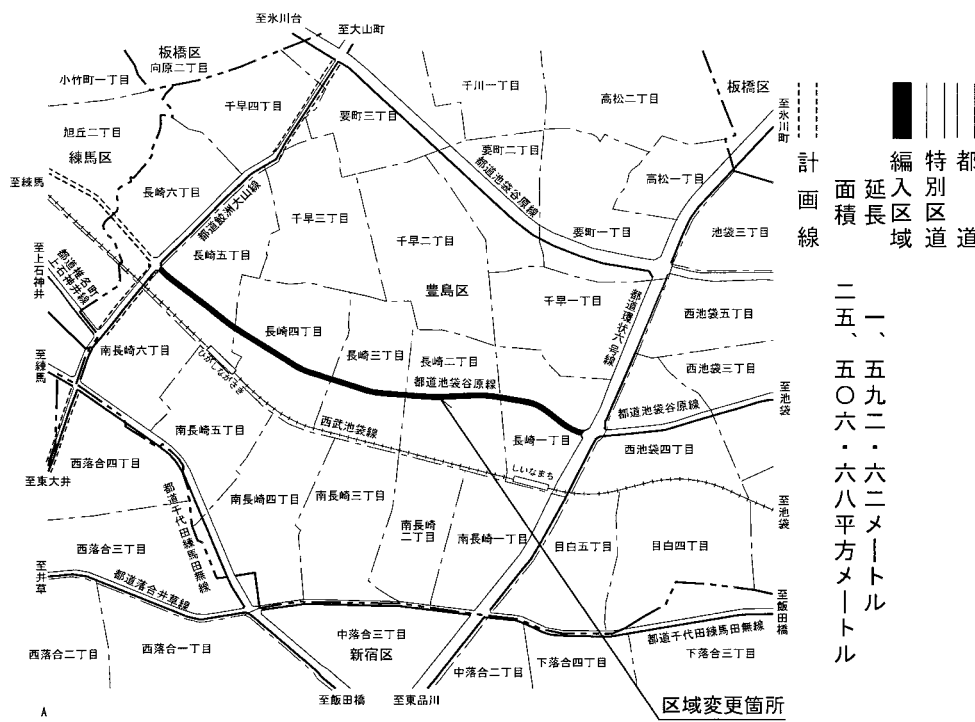 都道
特別区道
編入区域
延長 一、五九二・六二メートル
面積 二五、五〇六・六八平方メートル
計画線
至氷川台
至大山町
板橋区
向原二丁目
小竹町一丁目
千早四丁目
要町三丁目
千川一丁目
高松二丁目
板橋区
至氷川町
旭丘二丁目
練馬区
要町二丁目
都道池袋谷原線
高松一丁目
至練馬
長崎六丁目
都道鮫洲大山線
千早三丁目
千早二丁目
要町一丁目
池袋三丁目
至上石神井
都道椎名町上石神井線
長崎五丁目
豊島区
千早一丁目
都道環状六号線
西池袋五丁目
長崎四丁目
南長崎六丁目
ひがしながさき
長崎三丁目
長崎二丁目
西池袋三丁目
至練馬
都道池袋谷原線
都道池袋谷原線
至池袋
南長崎五丁目
西武池袋線
長崎一丁目
西池袋四丁目
西落合四丁目
しいなまち
至東大井
都道千代田練馬田無線
南長崎四丁目
南長崎三丁目
至池袋
南長崎
二丁目
南長崎一丁目
目白五丁目
目白四丁目
西落合三丁目
至井草
都道落合井草線
至飯田橋
中落合三丁目
都道千代田練馬田無線
西落合二丁目
西落合一丁目
新宿区
中落合二丁目
下落合四丁目
下落合三丁目
至飯田橋
至東品川
区域変更箇所
A